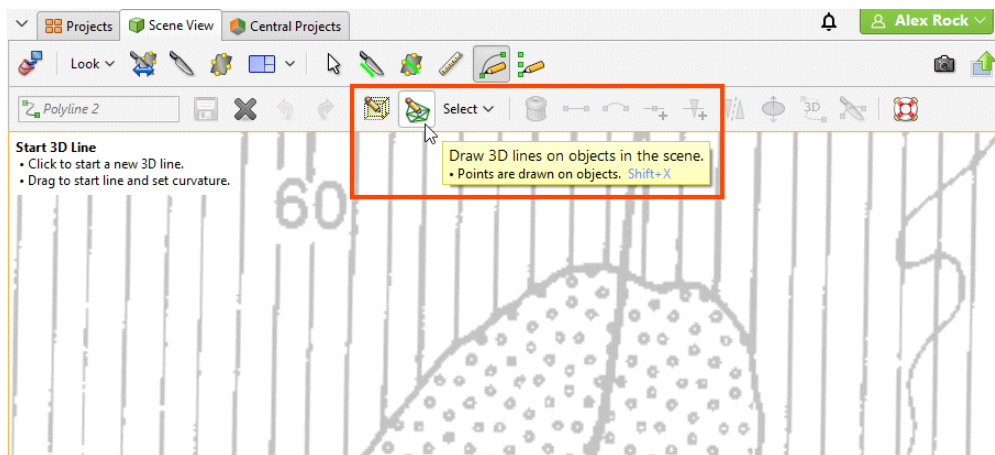 Projects Scene View Central Projects Alex Rock
Look
Polyline 2 Select 3D
Start 3D Line
• Click to start a new 3D line.
• Drag to start line and set curvature.
Draw 3D lines on objects in the scene.
• Points are drawn on objects. Shift+X
60